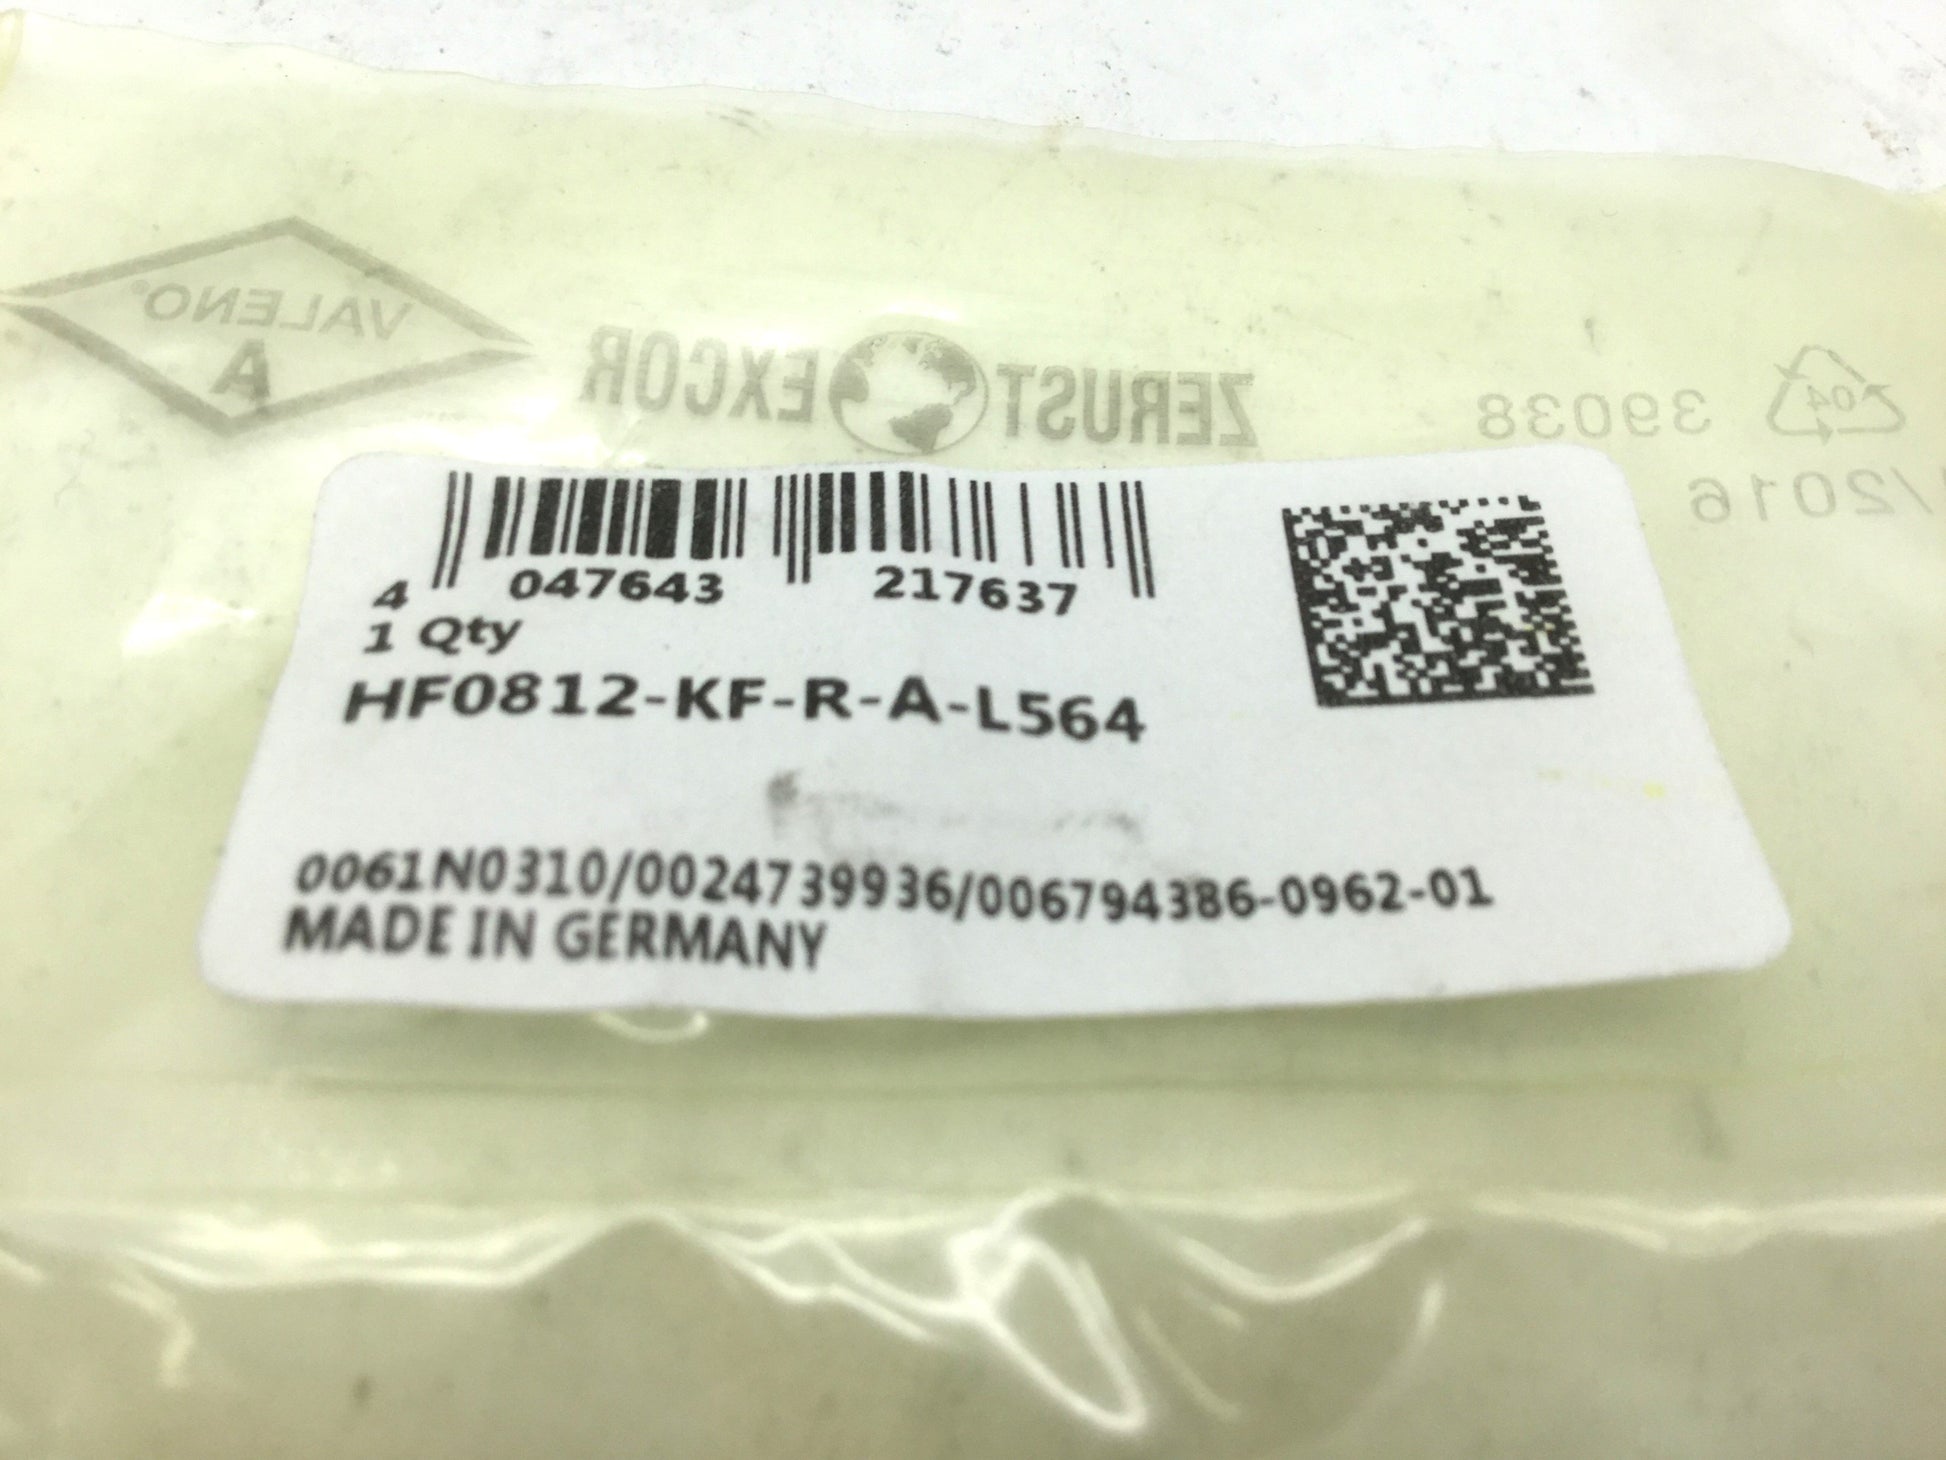 VALENO®
A
ZERUST EXCOR
39038
04
/2016
4 047643 217637
1 Qty
HF0812-KF-R-A-L564
0061N0310/0024739936/006794386-0962-01
MADE IN GERMANY